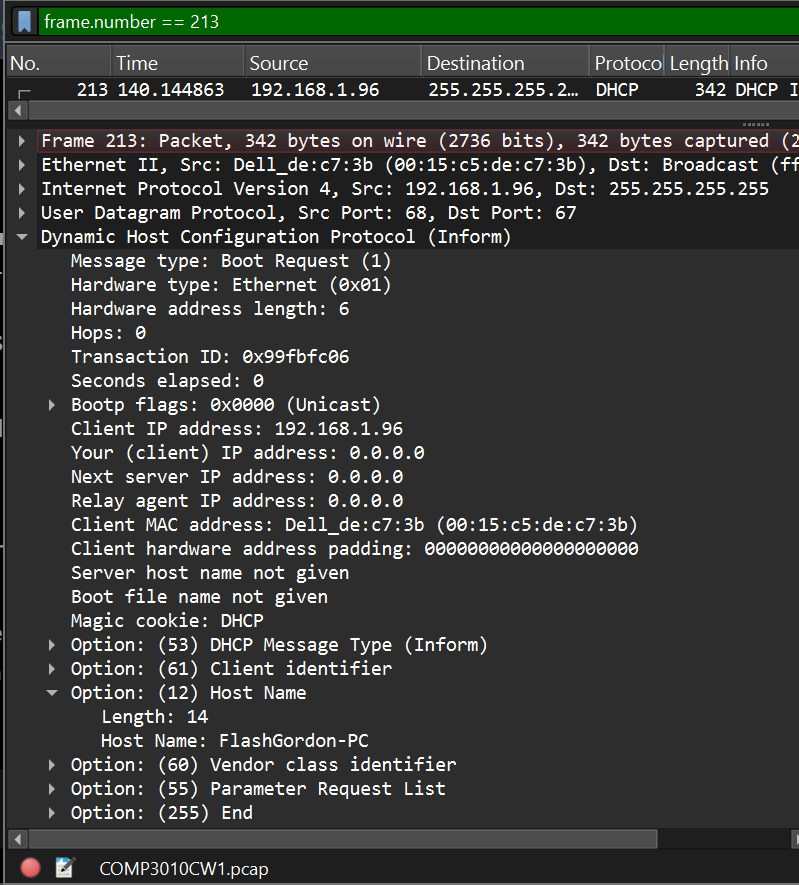 frame.number == 213
No. Time Source Destination Protocol Length Info
213 140.144863 192.168.1.96 255.255.255.2… DHCP 342 DHCP I
Frame 213: Packet, 342 bytes on wire (2736 bits), 342 bytes captured (2
Ethernet II, Src: Dell_de:c7:3b (00:15:c5:de:c7:3b), Dst: Broadcast (ff
Internet Protocol Version 4, Src: 192.168.1.96, Dst: 255.255.255.255
User Datagram Protocol, Src Port: 68, Dst Port: 67
Dynamic Host Configuration Protocol (Inform)
Message type: Boot Request (1)
Hardware type: Ethernet (0x01)
Hardware address length: 6
Hops: 0
Transaction ID: 0x99fbfc06
Seconds elapsed: 0
Bootp flags: 0x0000 (Unicast)
Client IP address: 192.168.1.96
Your (client) IP address: 0.0.0.0
Next server IP address: 0.0.0.0
Relay agent IP address: 0.0.0.0
Client MAC address: Dell_de:c7:3b (00:15:c5:de:c7:3b)
Client hardware address padding: 00000000000000000000
Server host name not given
Boot file name not given
Magic cookie: DHCP
Option: (53) DHCP Message Type (Inform)
Option: (61) Client identifier
Option: (12) Host Name
Length: 14
Host Name: FlashGordon-PC
Option: (60) Vendor class identifier
Option: (55) Parameter Request List
Option: (255) End
COMP3010CW1.pcap